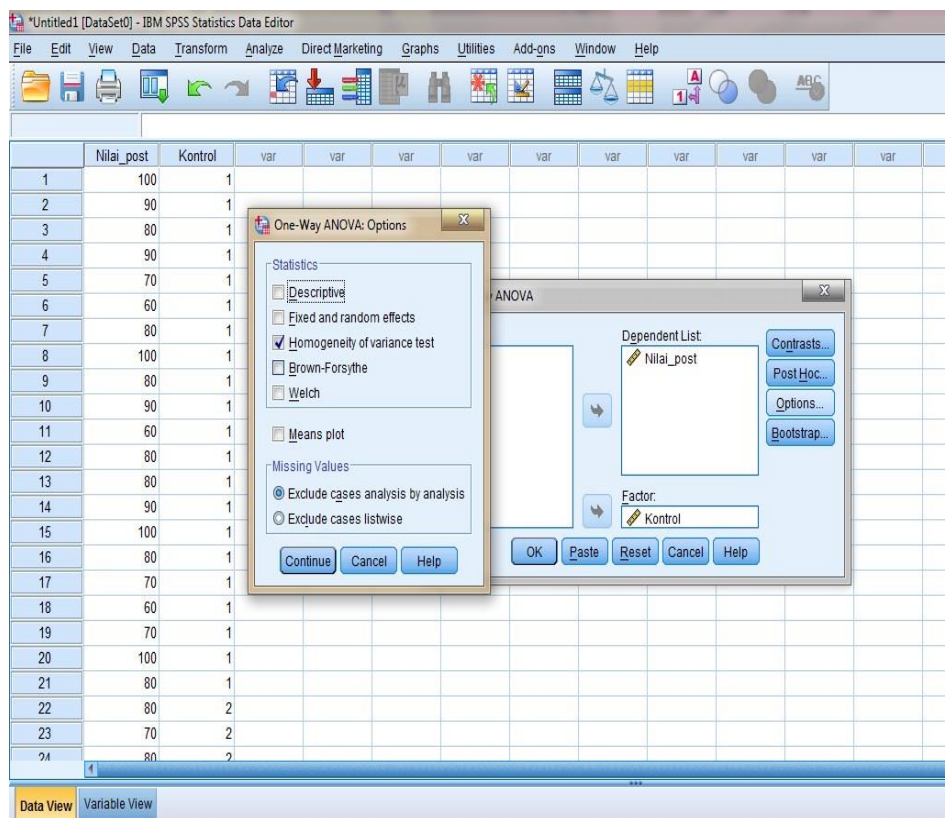 *Untitled1 [DataSet0] - IBM SPSS Statistics Data Editor
File Edit View Data Transform Analyze Direct Marketing Graphs Utilities Add-ons Window Help
A
1
ABC
Nilai_post Kontrol var var var var var var var var var var
1 100 1
2 90 1
3 80 1
4 90 1
5 70 1
6 60 1
7 80 1
8 100 1
9 80 1
10 90 1
11 60 1
12 80 1
13 80 1
14 90 1
15 100 1
16 80 1
17 70 1
18 60 1
19 70 1
20 100 1
21 80 1
22 80 2
23 70 2
24 80 2
One-Way ANOVA: Options
Statistics
Descriptive
Fixed and random effects
Homogeneity of variance test
Brown-Forsythe
Welch
Means plot
Missing Values
Exclude cases analysis by analysis
Exclude cases listwise
Continue Cancel Help
ANOVA
Dependent List:
Nilai_post
Factor:
Kontrol
Contrasts...
Post Hoc...
Options...
Bootstrap...
OK Paste Reset Cancel Help
Data View Variable View